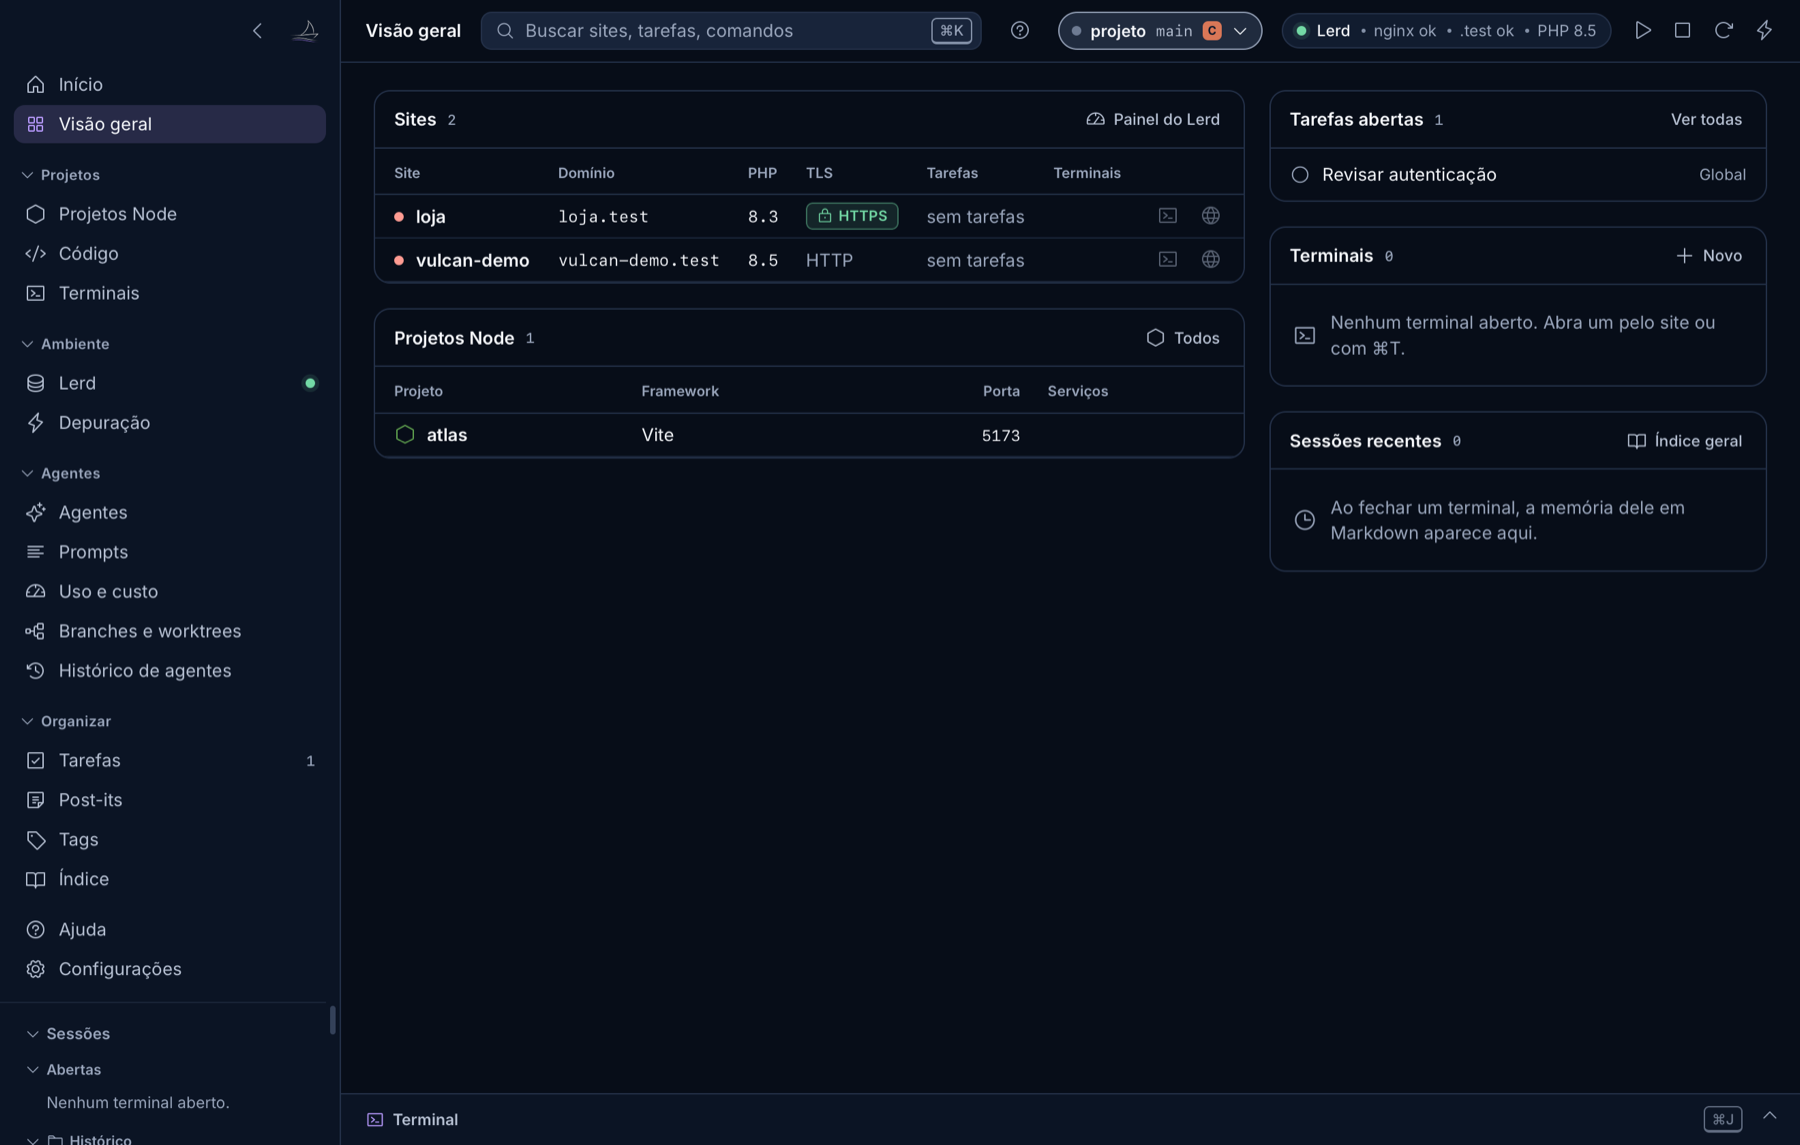 Início
Visão geral
Projetos
Projetos Node
Código
Terminais
Ambiente
Lerd
Depuração
Agentes
Agentes
Prompts
Uso e custo
Branches e worktrees
Histórico de agentes
Organizar
Tarefas 1
Post-its
Tags
Índice
Ajuda
Configurações
Sessões
Abertas
Nenhum terminal aberto.
Histórico
Visão geral
Buscar sites, tarefas, comandos ⌘K
projeto main C
Lerd • nginx ok • .test ok • PHP 8.5
Sites 2 Painel do Lerd
Site Domínio PHP TLS Tarefas Terminais
loja loja.test 8.3 HTTPS sem tarefas
vulcan-demo vulcan-demo.test 8.5 HTTP sem tarefas
Projetos Node 1 Todos
Projeto Framework Porta Serviços
atlas Vite 5173
Tarefas abertas 1 Ver todas
Revisar autenticação Global
Terminais 0 Novo
Nenhum terminal aberto. Abra um pelo site ou
com ⌘T.
Sessões recentes 0 Índice geral
Ao fechar um terminal, a memória dele em
Markdown aparece aqui.
Terminal ⌘J